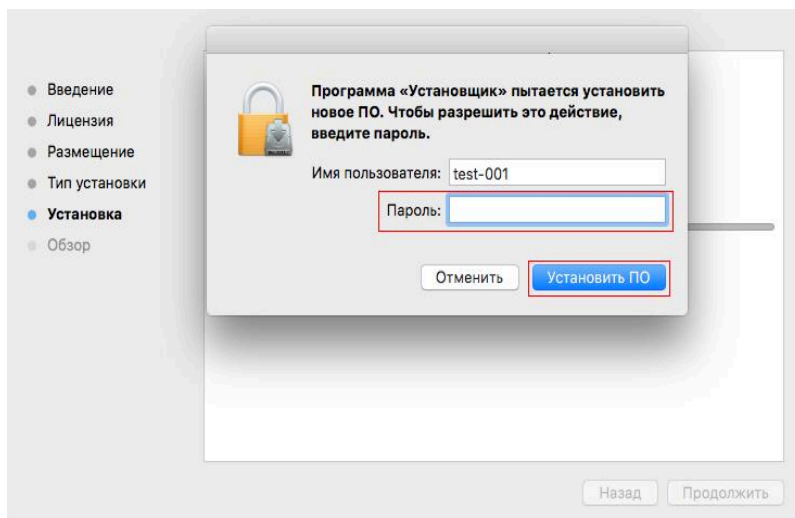 Введение
Лицензия
Размещение
Тип установки
Установка
Обзор
Программа «Установщик» пытается установить
новое ПО. Чтобы разрешить это действие,
введите пароль.
Имя пользователя: test-001
Пароль:
Отменить
Установить ПО
Назад
Продолжить